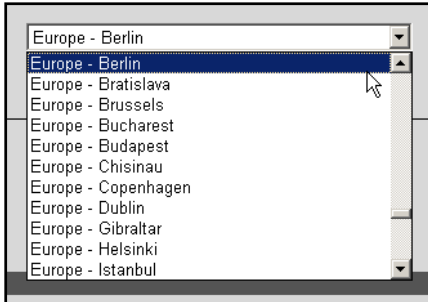 Europe - Berlin
Europe - Berlin
Europe - Bratislava
Europe - Brussels
Europe - Bucharest
Europe - Budapest
Europe - Chisinau
Europe - Copenhagen
Europe - Dublin
Europe - Gibraltar
Europe - Helsinki
Europe - Istanbul